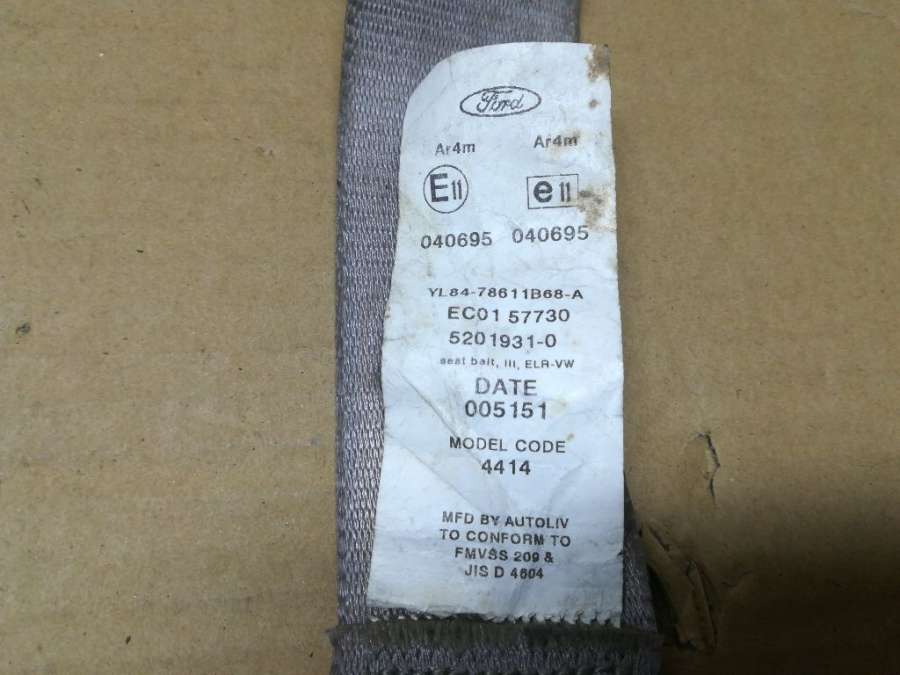 Ford
Ar4m Ar4m
E11 e11
040695 040695
YL84-78611B68-A
EC01 57730
5201931-0
seat balt, III, ELR-VW
DATE
005151
MODEL CODE
4414
MFD BY AUTOLIV
TO CONFORM TO
FMVSS 209 &
JIS D 4604